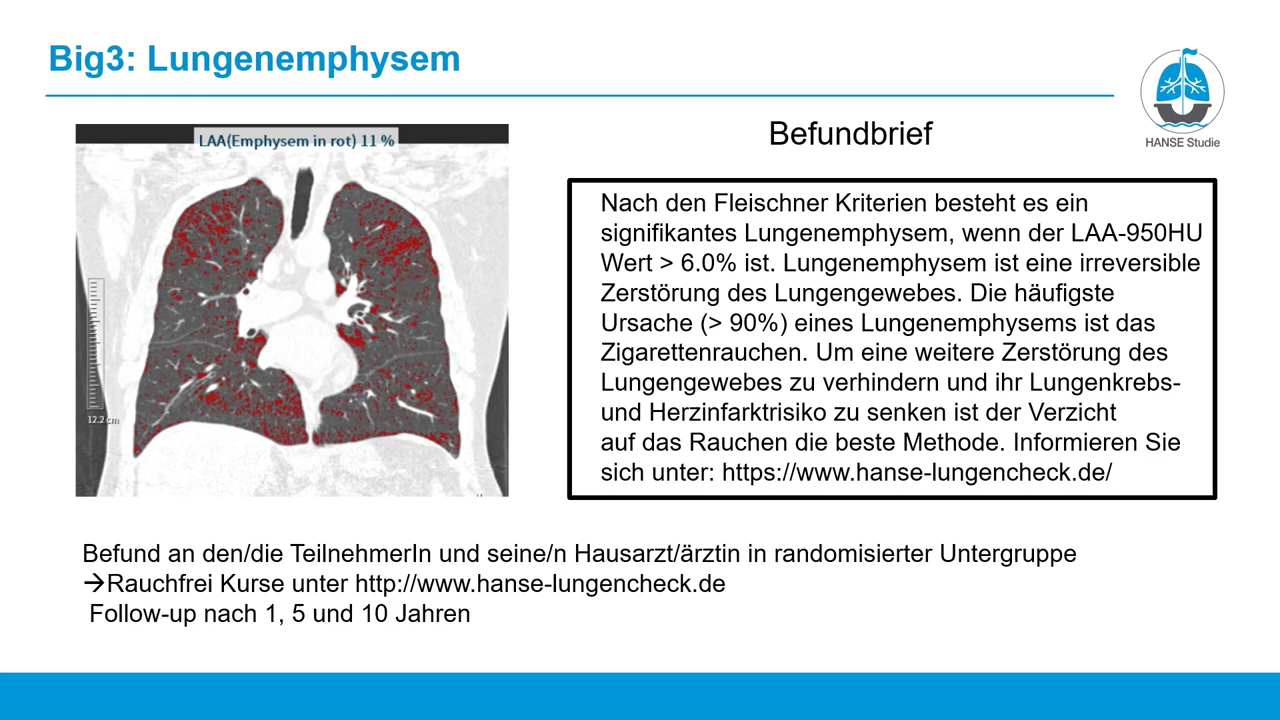 Big3: Lungenemphysem
HANSE Studie
LAA(Emphysem in rot) 11 %
12.2 cm
Befundbrief
Nach den Fleischner Kriterien besteht es ein
signifikantes Lungenemphysem, wenn der LAA-950HU
Wert > 6.0% ist. Lungenemphysem ist eine irreversible
Zerstörung des Lungengewebes. Die häufigste
Ursache (> 90%) eines Lungenemphysems ist das
Zigarettenrauchen. Um eine weitere Zerstörung des
Lungengewebes zu verhindern und ihr Lungenkrebs-
und Herzinfarktrisiko zu senken ist der Verzicht
auf das Rauchen die beste Methode. Informieren Sie
sich unter: https://www.hanse-lungencheck.de/
Befund an den/die TeilnehmerIn und seine/n Hausarzt/ärztin in randomisierter Untergruppe
→Rauchfrei Kurse unter http://www.hanse-lungencheck.de
Follow-up nach 1, 5 und 10 Jahren